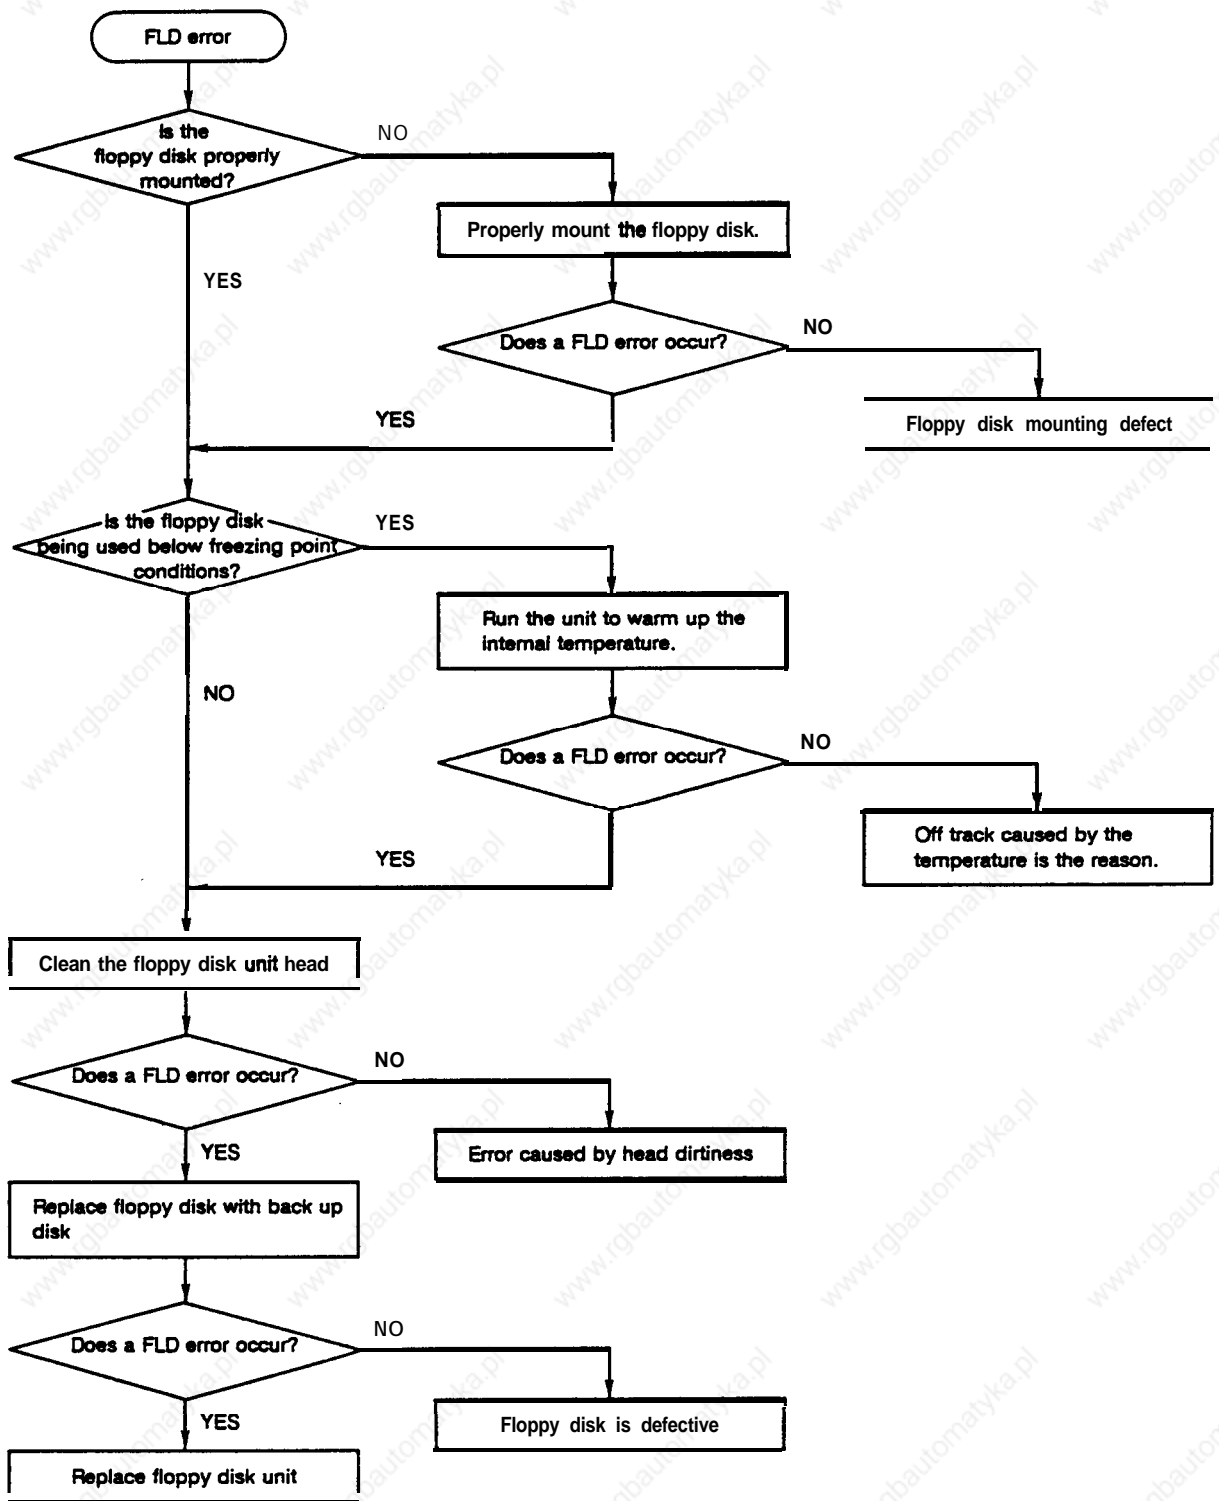 FLD error
Is the
floppy disk properly
mounted?
NO
Properly mount the floppy disk.
YES
Does a FLD error occur?
NO
YES
Floppy disk mounting defect
Is the floppy disk
being used below freezing point
conditions?
YES
Run the unit to warm up the
internal temperature.
NO
Does a FLD error occur?
NO
YES
Off track caused by the
temperature is the reason.
Clean the floppy disk unit head
Does a FLD error occur?
NO
YES
Error caused by head dirtiness
Replace floppy disk with back up
disk
Does a FLD error occur?
NO
YES
Floppy disk is defective
Replace floppy disk unit
www.rgbautomatyka.pl